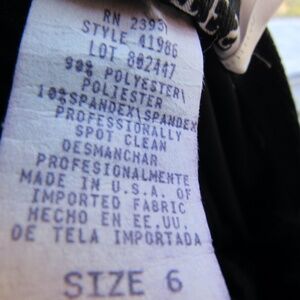 RN 2393
STYLE 41986
LOT 802447
90% POLYESTER\
POLIESTER
10%SPANDEX\SPANDEX
PROFESSIONALLY
SPOT CLEAN
DESMANCHAR
PROFESIONALMENTE
MADE IN U.S.A. OF
IMPORTED FABRIC
HECHO EN EE.UU.
DE TELA IMPORTADA
SIZE 6